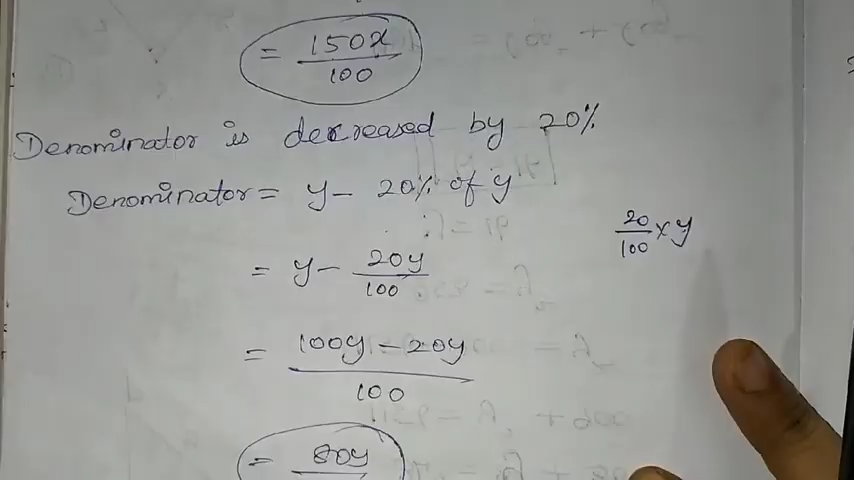 = 150x/100
Denominator is decreased by 20%
Denominator = y - 20% of y
20/100 × y
= y - 20y/100
= 100y - 20y/100
= 80y